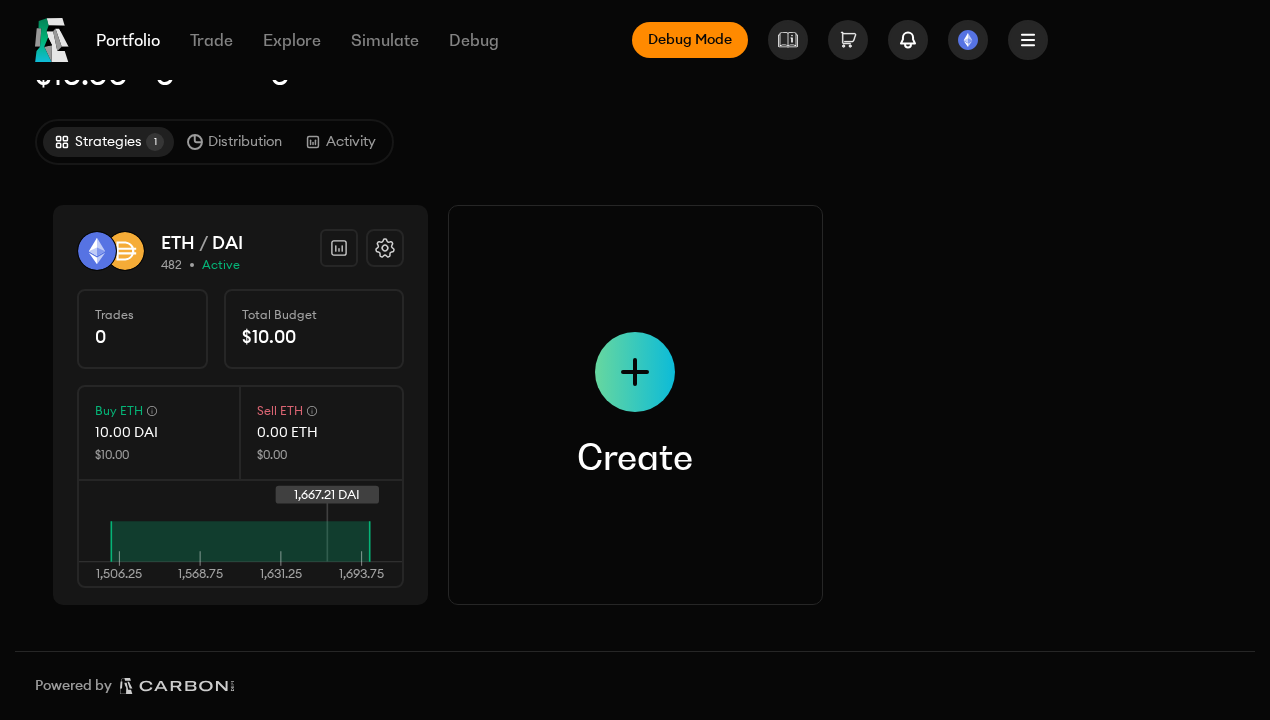 Portfolio Trade Explore Simulate Debug Debug Mode
Strategies 1 Distribution Activity
ETH / DAI
482 • Active
Trades Total Budget
0 $10.00
Buy ETH Sell ETH
10.00 DAI 0.00 ETH
$10.00 $0.00
1,667.21 DAI
1,506.25 1,568.75 1,631.25 1,693.75
Create
Powered by CARBON DEFI